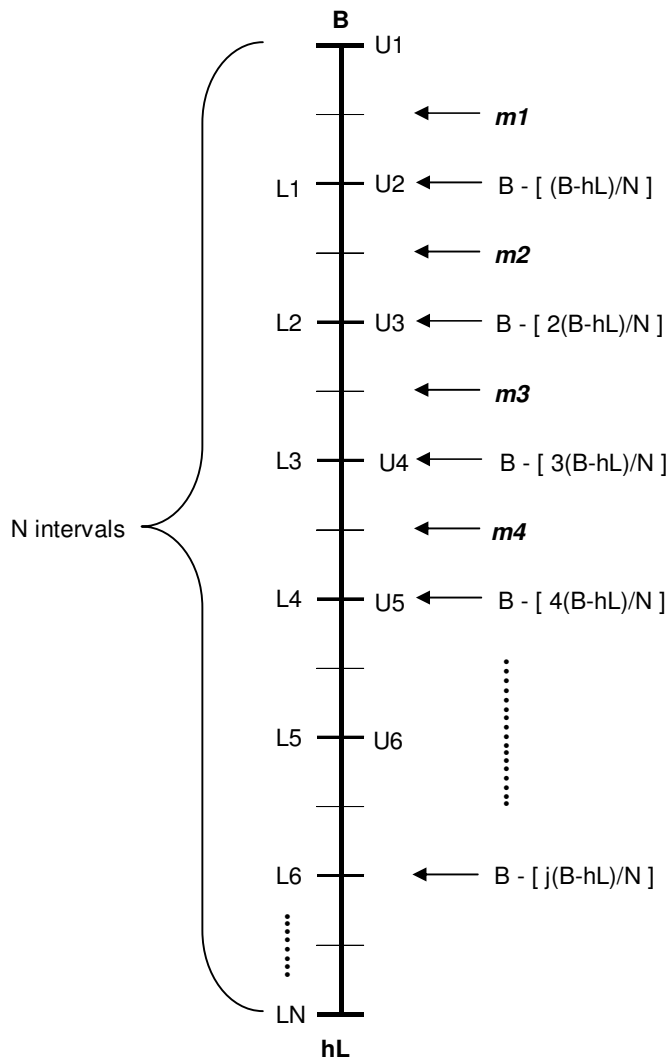 B
U1
m1
L1 U2 B - [ (B-hL)/N ]
m2
L2 U3 B - [ 2(B-hL)/N ]
m3
L3 U4 B - [ 3(B-hL)/N ]
N intervals
m4
L4 U5 B - [ 4(B-hL)/N ]
L5 U6
L6 B - [ j(B-hL)/N ]
LN
hL